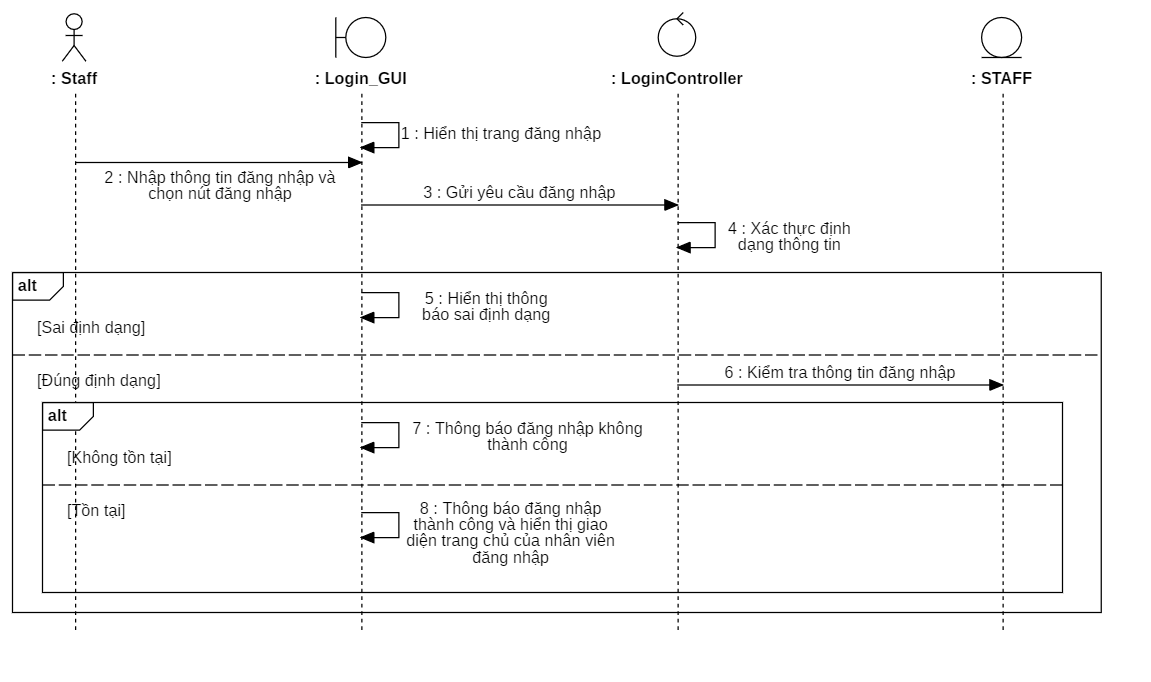 : Staff
: Login_GUI
: LoginController
: STAFF
1 : Hiển thị trang đăng nhập
2 : Nhập thông tin đăng nhập và
chọn nút đăng nhập
3 : Gửi yêu cầu đăng nhập
4 : Xác thực định
dạng thông tin
alt
5 : Hiển thị thông
báo sai định dạng
[Sai định dạng]
[Đúng định dạng]
6 : Kiểm tra thông tin đăng nhập
alt
7 : Thông báo đăng nhập không
thành công
[Không tồn tại]
[Tồn tại]
8 : Thông báo đăng nhập
thành công và hiển thị giao
diện trang chủ của nhân viên
đăng nhập